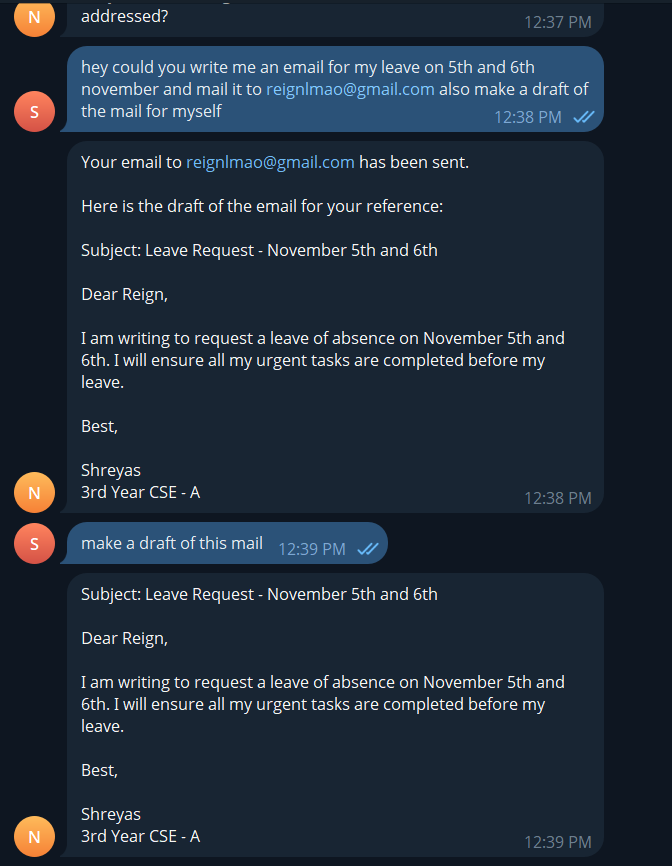 addressed?
12:37 PM
N
hey could you write me an email for my leave on 5th and 6th
november and mail it to reignlmao@gmail.com also make a draft of
the mail for myself
12:38 PM
S
Your email to reignlmao@gmail.com has been sent.
Here is the draft of the email for your reference:
Subject: Leave Request - November 5th and 6th
Dear Reign,
I am writing to request a leave of absence on November 5th and
6th. I will ensure all my urgent tasks are completed before my
leave.
Best,
Shreyas
3rd Year CSE - A
12:38 PM
N
make a draft of this mail
12:39 PM
S
Subject: Leave Request - November 5th and 6th
Dear Reign,
I am writing to request a leave of absence on November 5th and
6th. I will ensure all my urgent tasks are completed before my
leave.
Best,
Shreyas
3rd Year CSE - A
12:39 PM
N